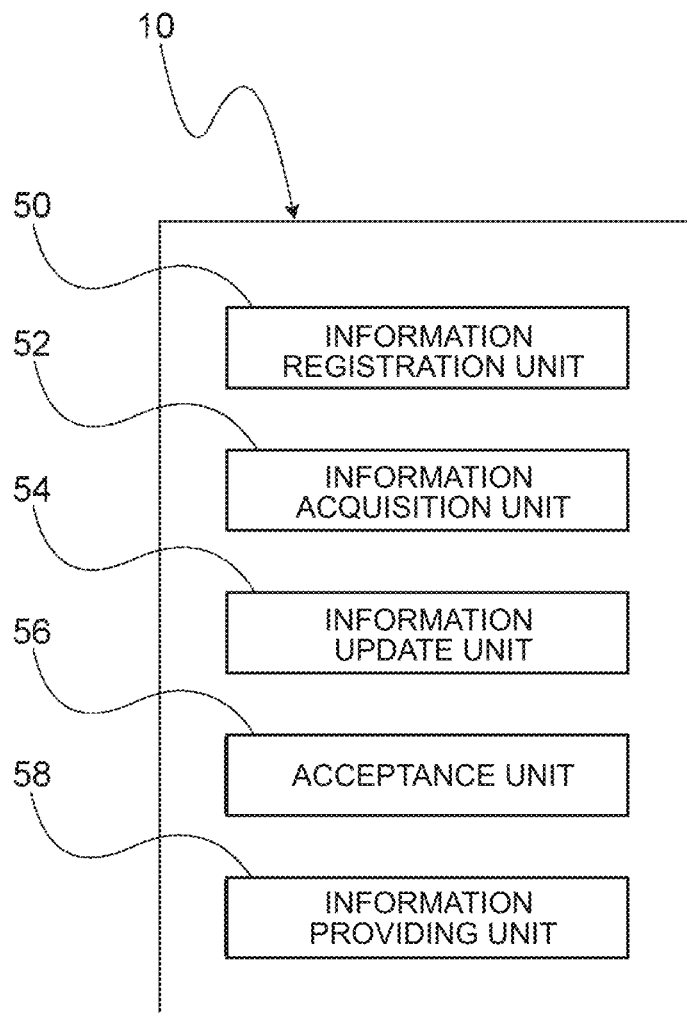 10
50
INFORMATION
REGISTRATION UNIT
52
INFORMATION
ACQUISITION UNIT
54
INFORMATION
UPDATE UNIT
56
ACCEPTANCE UNIT
58
INFORMATION
PROVIDING UNIT